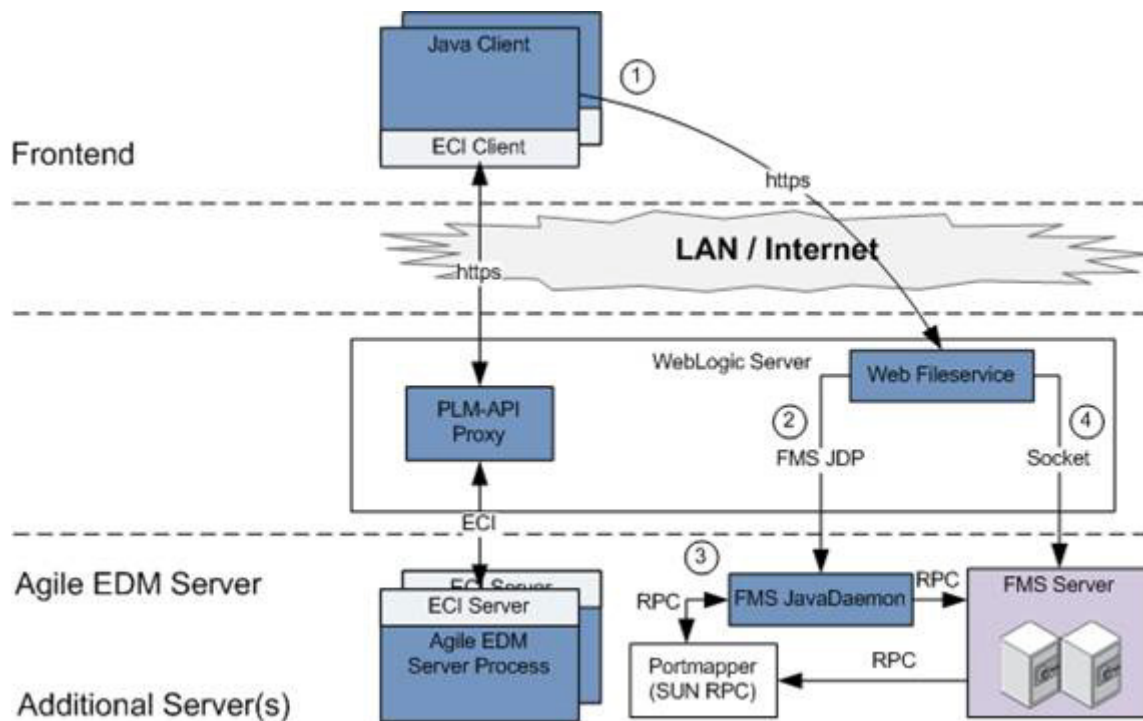 Java Client
1
ECI Client
Frontend
https
LAN / Internet
https
WebLogic Server
Web Fileservice
PLM-API
Proxy
2
4
FMS JDP
Socket
ECI
3
Agile EDM Server
ECI Server
ECI Server
RPC
FMS JavaDaemon
RPC
FMS Server
Agile EDM
Server Process
Portmapper
(SUN RPC)
RPC
Additional Server(s)